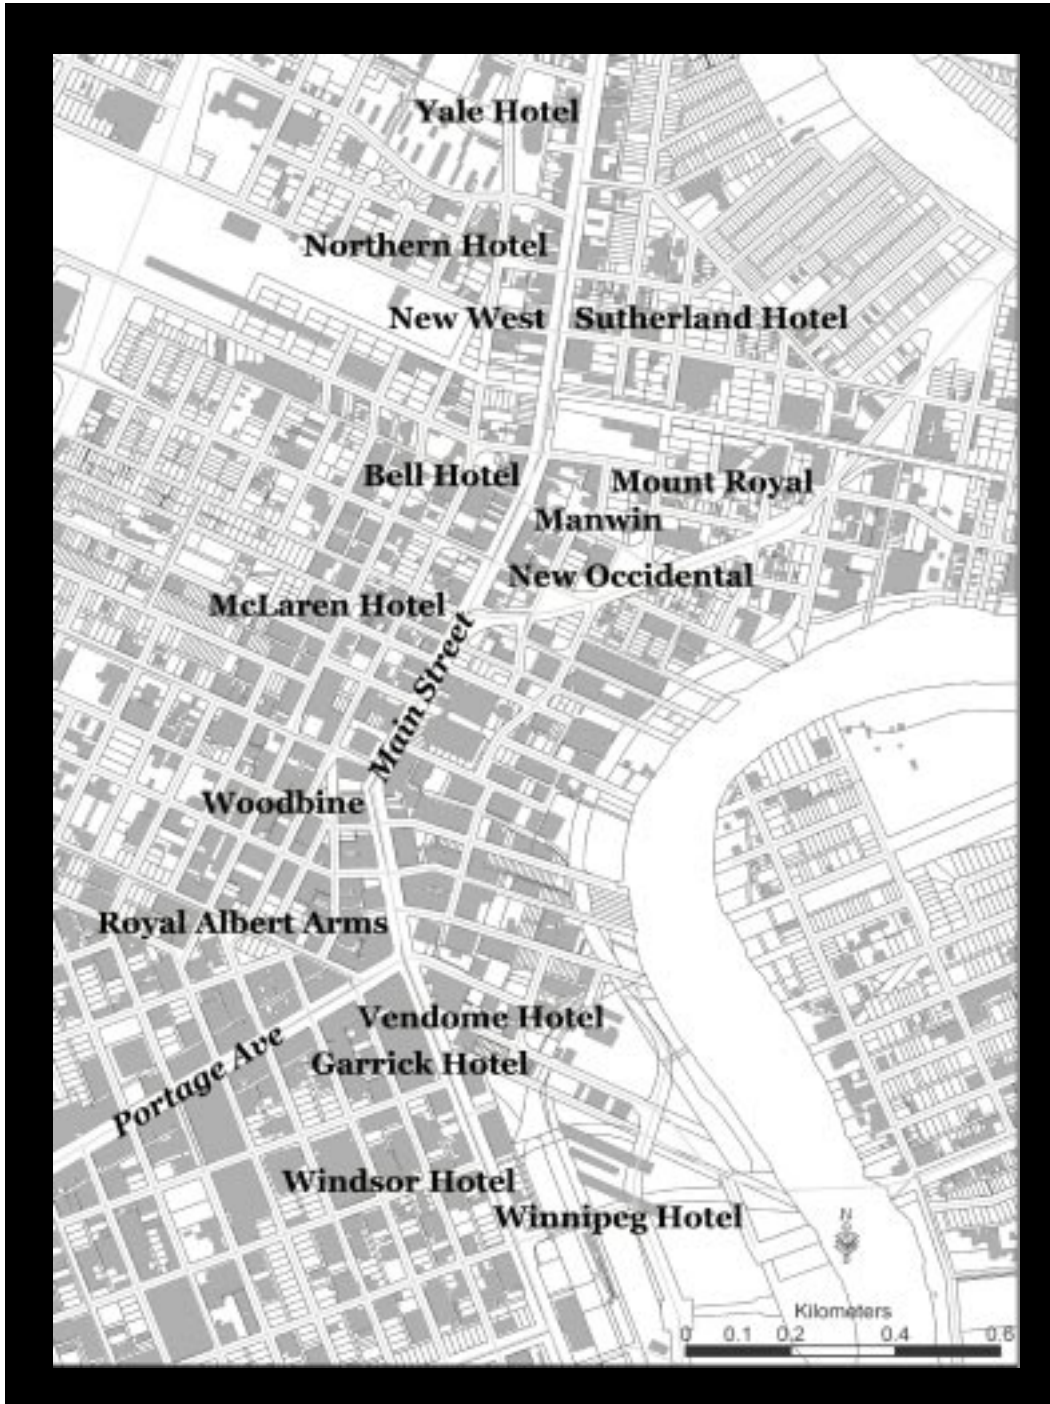 Yale Hotel
Northern Hotel
New West
Sutherland Hotel
Bell Hotel
Mount Royal
Manwin
New Occidental
McLaren Hotel
Main Street
Woodbine
Royal Albert Arms
Vendome Hotel
Garrick Hotel
Portage Ave
Windsor Hotel
Winnipeg Hotel
N
Kilometers
0 0.1 0.2 0.4 0.6